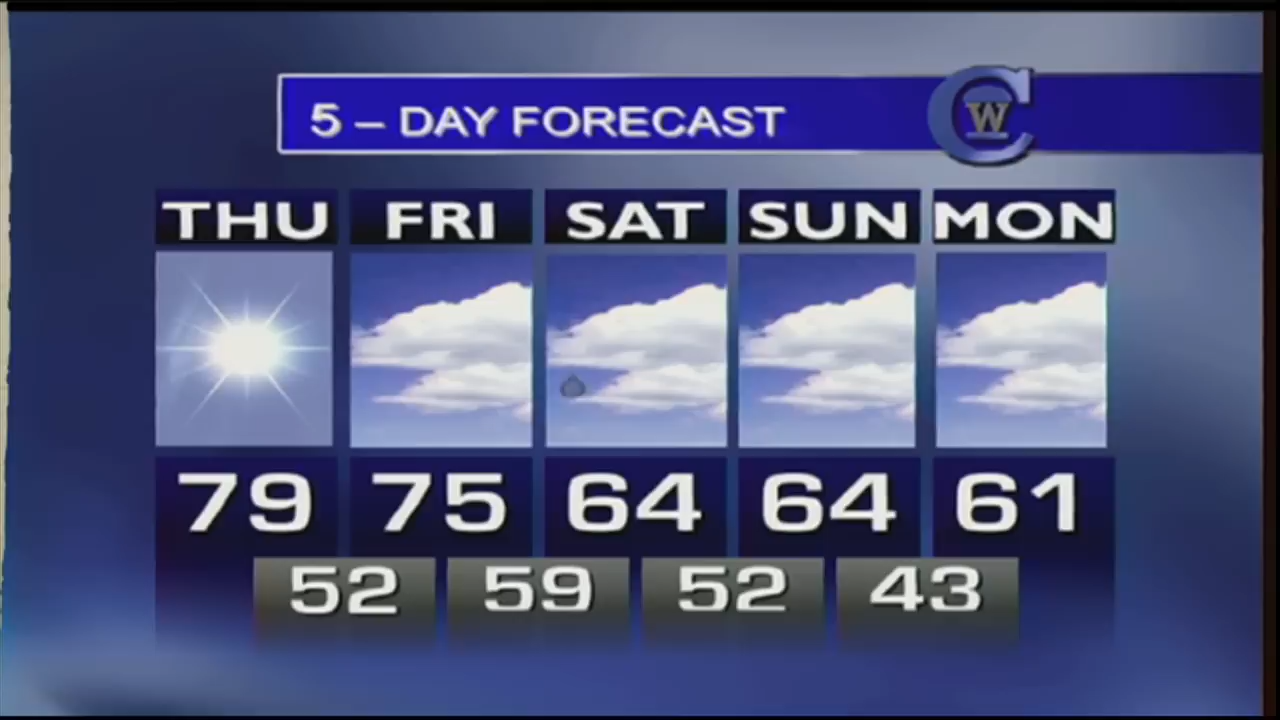 5 – DAY FORECAST
CW
THU FRI SAT SUN MON
79 75 64 64 61
52 59 52 43